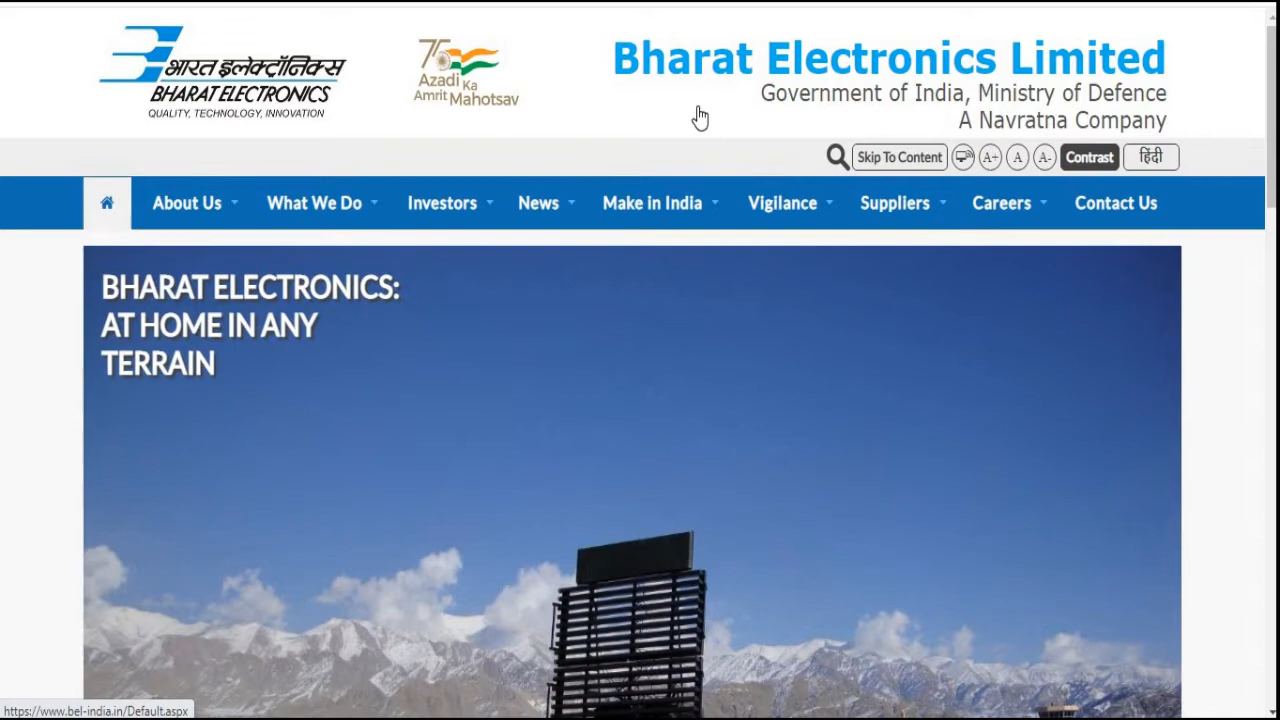 भारत इलेक्ट्रॉनिक्स
BHARAT ELECTRONICS
QUALITY, TECHNOLOGY, INNOVATION
75
Azadi Ka
Amrit Mahotsav
Bharat Electronics Limited
Government of India, Ministry of Defence
A Navratna Company
Skip To Content A+ A A- Contrast हिंदी
About Us What We Do Investors News Make in India Vigilance Suppliers Careers Contact Us
BHARAT ELECTRONICS:
AT HOME IN ANY
TERRAIN
https://www.bel-india.in/Default.aspx